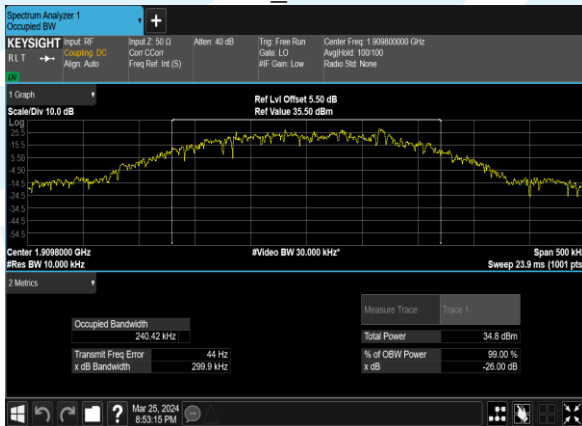 Spectrum Analyzer 1
Occupied BW
KEYSIGHT
Input: RF
Input Z: 50 Ω
Atten: 40 dB
Trig: Free Run
Center Freq: 1.909800000 GHz
RLT
Coupling: DC
Corr CCorr
Gate: LO
Avg|Hold: 100/100
Align: Auto
Freq Ref: Int (S)
#IF Gain: Low
Radio Std: None
1 Graph
Ref Lvl Offset 5.50 dB
Scale/Div 10.0 dB
Ref Value 35.50 dBm
Log
25.5
15.5
5.50
-4.50
-14.5
-24.5
-34.5
-44.5
-54.5
Center 1.9098000 GHz
#Video BW 30.000 kHz*
Span 500 kH
#Res BW 10.000 kHz
Sweep 23.9 ms (1001 pts
2 Metrics
Measure Trace
Trace 1
Occupied Bandwidth
240.42 kHz
Total Power
34.8 dBm
Transmit Freq Error
44 Hz
% of OBW Power
99.00 %
x dB Bandwidth
299.9 kHz
x dB
-26.00 dB
?
Mar 25, 2024
8:53:15 PM